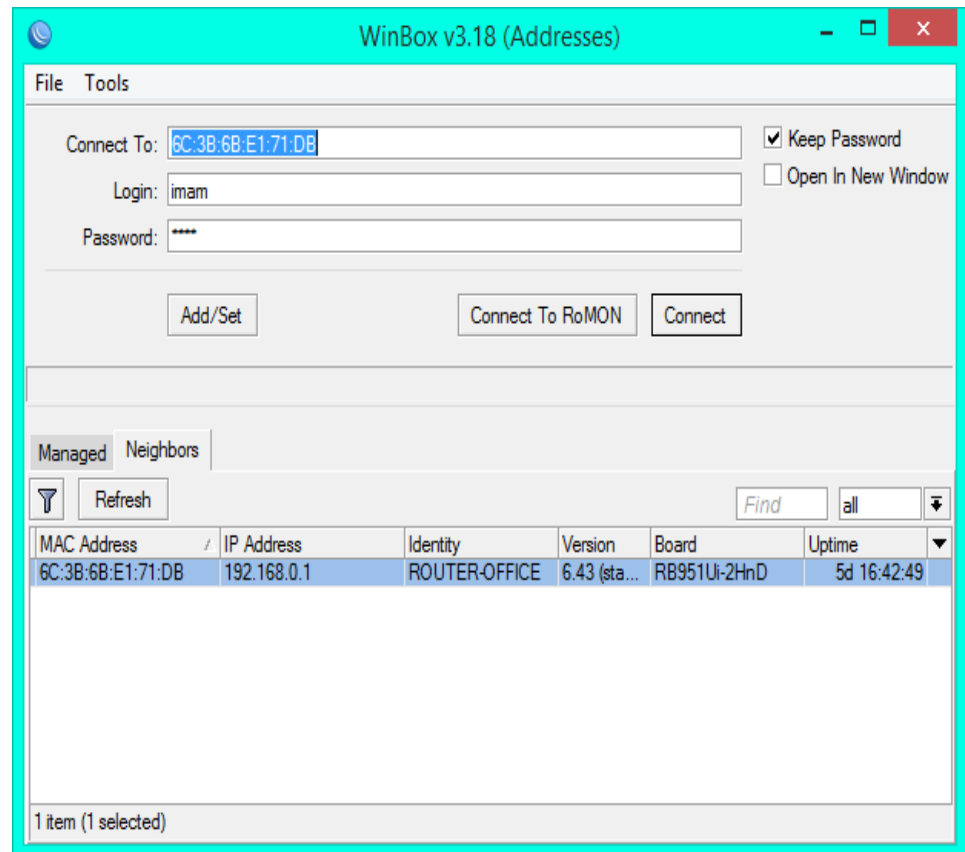 WinBox v3.18 (Addresses)
File Tools
Connect To: 6C:3B:6B:E1:71:DB
Keep Password
Open In New Window
Login: imam
Password: ****
Add/Set Connect To RoMON Connect
Managed Neighbors
Refresh Find all
MAC Address IP Address Identity Version Board Uptime
6C:3B:6B:E1:71:DB 192.168.0.1 ROUTER-OFFICE 6.43 (sta... RB951Ui-2HnD 5d 16:42:49
1 item (1 selected)